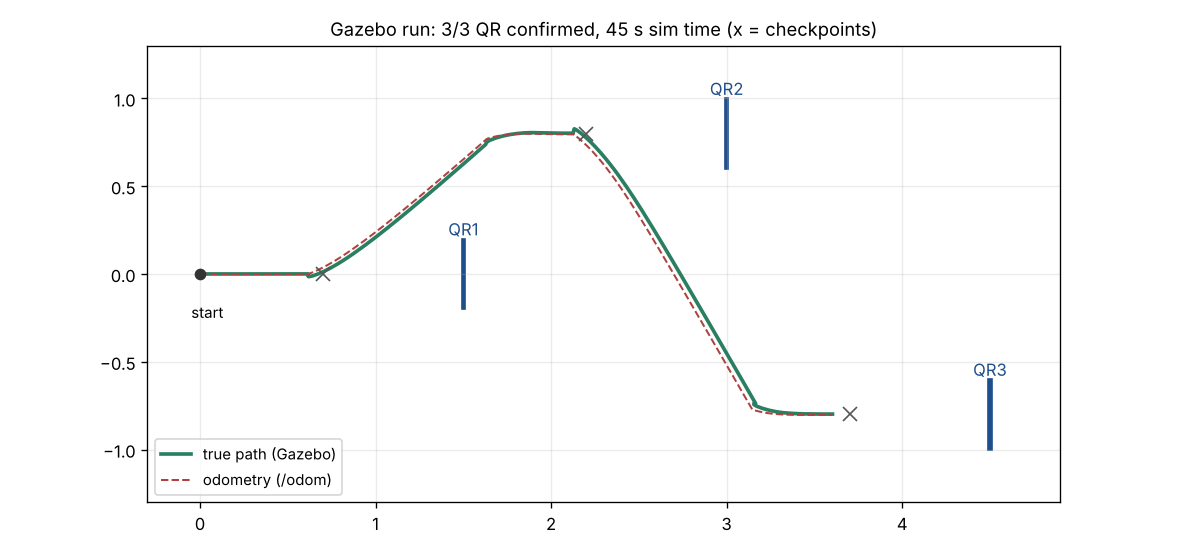 Gazebo run: 3/3 QR confirmed, 45 s sim time (x = checkpoints)
QR2
1.0
0.5
QR1
0.0
start
−0.5
QR3
−1.0
true path (Gazebo)
odometry (/odom)
0 1 2 3 4